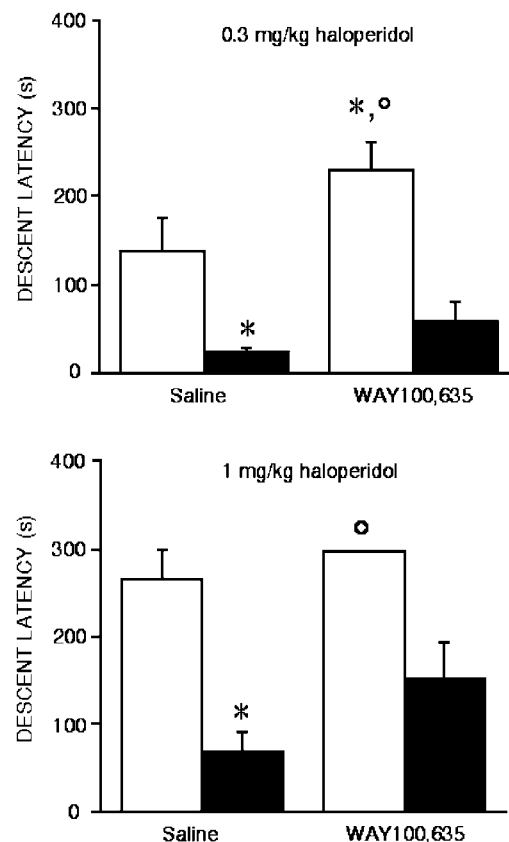 0.3 mg/kg haloperidol
DESCENT LATENCY (s)
400
300
200
100
0
*,°
*
Saline WAY100,635
1 mg/kg haloperidol
DESCENT LATENCY (s)
400
300
200
100
0
°
*
Saline WAY100,635